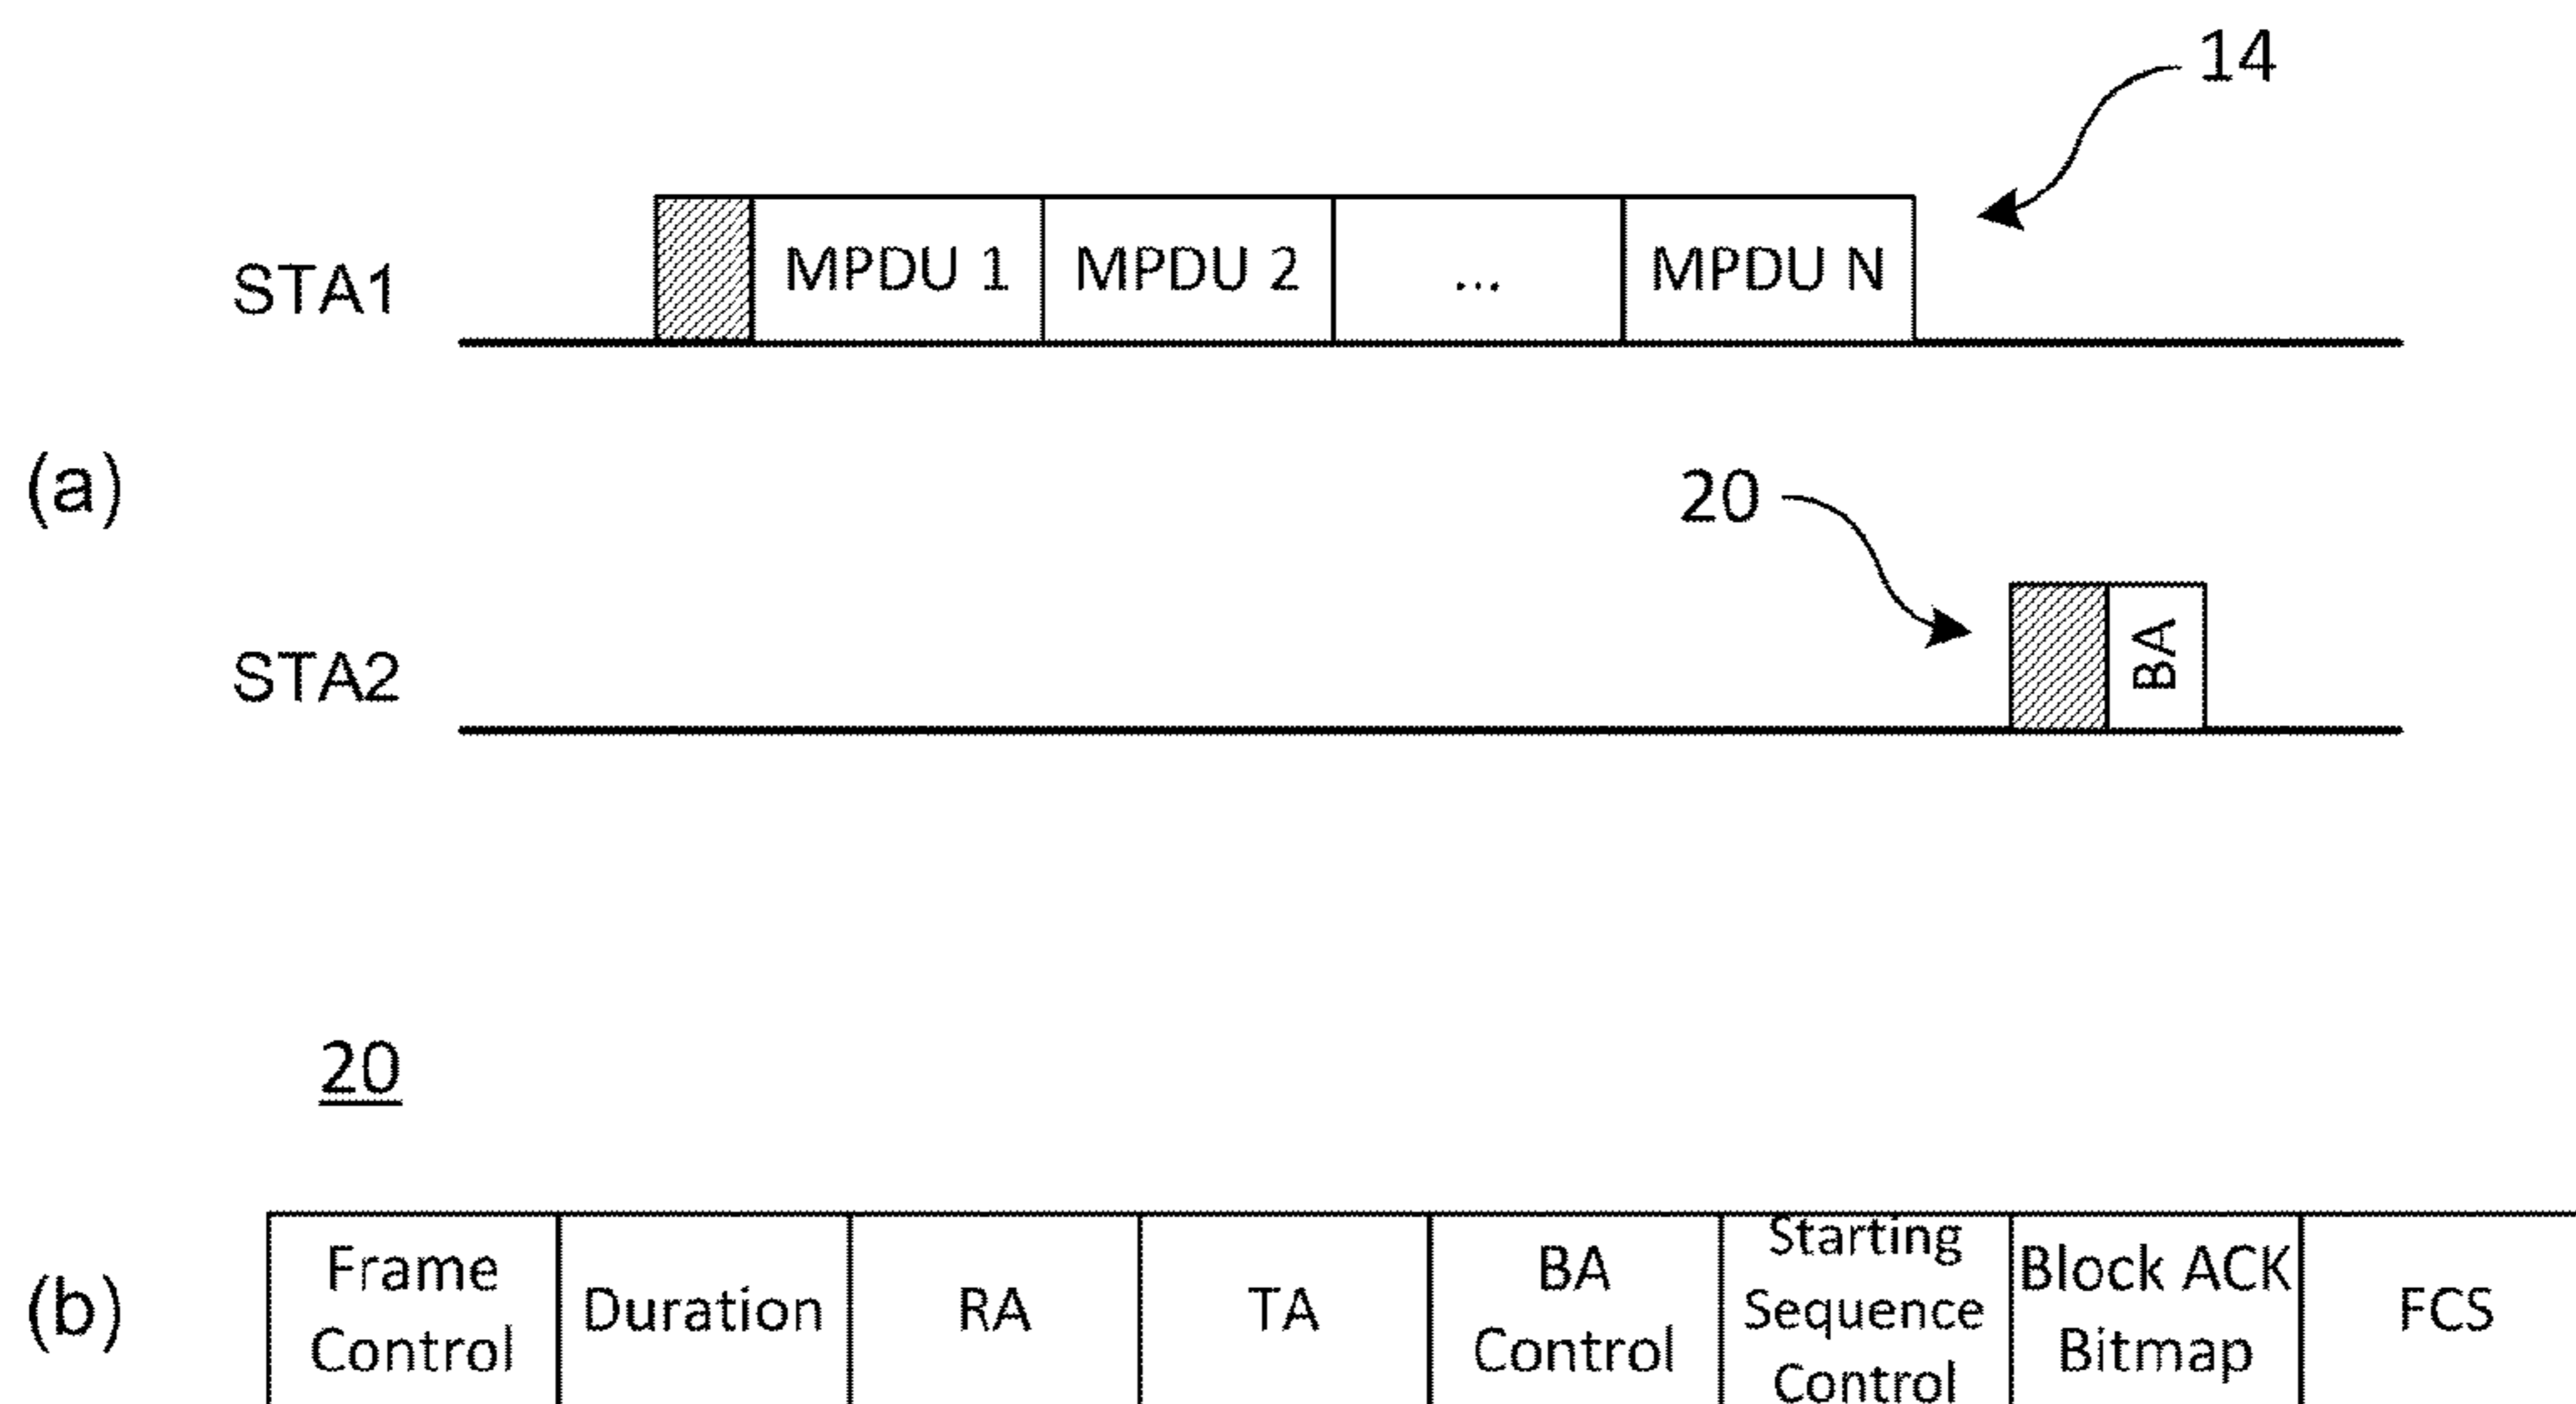 14
STA1
MPDU 1
MPDU 2
...
MPDU N
(a)
20
STA2
BA
20
(b)
Frame
Control
Duration
RA
TA
BA
Control
Starting
Sequence
Control
Block ACK
Bitmap
FCS